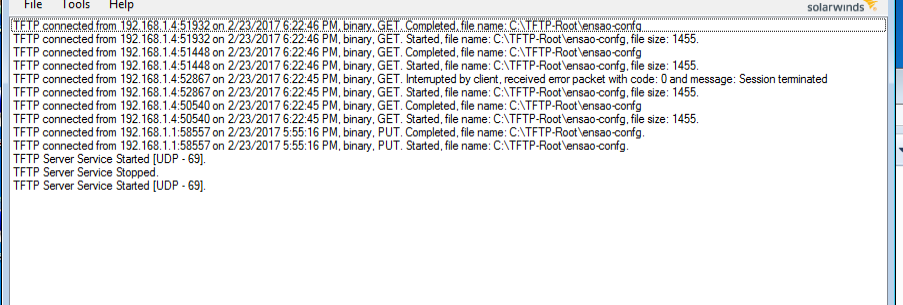 File Tools Help
solarwinds
TFTP connected from 192.168.1.4:51932 on 2/23/2017 6:22:46 PM, binary, GET. Completed, file name: C:\TFTP-Root\ensao-confg
TFTP connected from 192.168.1.4:51932 on 2/23/2017 6:22:46 PM, binary, GET. Started, file name: C:\TFTP-Root\ensao-confg, file size: 1455.
TFTP connected from 192.168.1.4:51448 on 2/23/2017 6:22:46 PM, binary, GET. Completed, file name: C:\TFTP-Root\ensao-confg
TFTP connected from 192.168.1.4:51448 on 2/23/2017 6:22:46 PM, binary, GET. Started, file name: C:\TFTP-Root\ensao-confg, file size: 1455.
TFTP connected from 192.168.1.4:52867 on 2/23/2017 6:22:45 PM, binary, GET. Interrupted by client, received error packet with code: 0 and message: Session terminated
TFTP connected from 192.168.1.4:52867 on 2/23/2017 6:22:45 PM, binary, GET. Started, file name: C:\TFTP-Root\ensao-confg, file size: 1455.
TFTP connected from 192.168.1.4:50540 on 2/23/2017 6:22:45 PM, binary, GET. Completed, file name: C:\TFTP-Root\ensao-confg
TFTP connected from 192.168.1.4:50540 on 2/23/2017 6:22:45 PM, binary, GET. Started, file name: C:\TFTP-Root\ensao-confg, file size: 1455.
TFTP connected from 192.168.1.1:58557 on 2/23/2017 5:55:16 PM, binary, PUT. Completed, file name: C:\TFTP-Root\ensao-confg.
TFTP connected from 192.168.1.1:58557 on 2/23/2017 5:55:16 PM, binary, PUT. Started, file name: C:\TFTP-Root\ensao-confg.
TFTP Server Service Started [UDP - 69].
TFTP Server Service Stopped.
TFTP Server Service Started [UDP - 69].